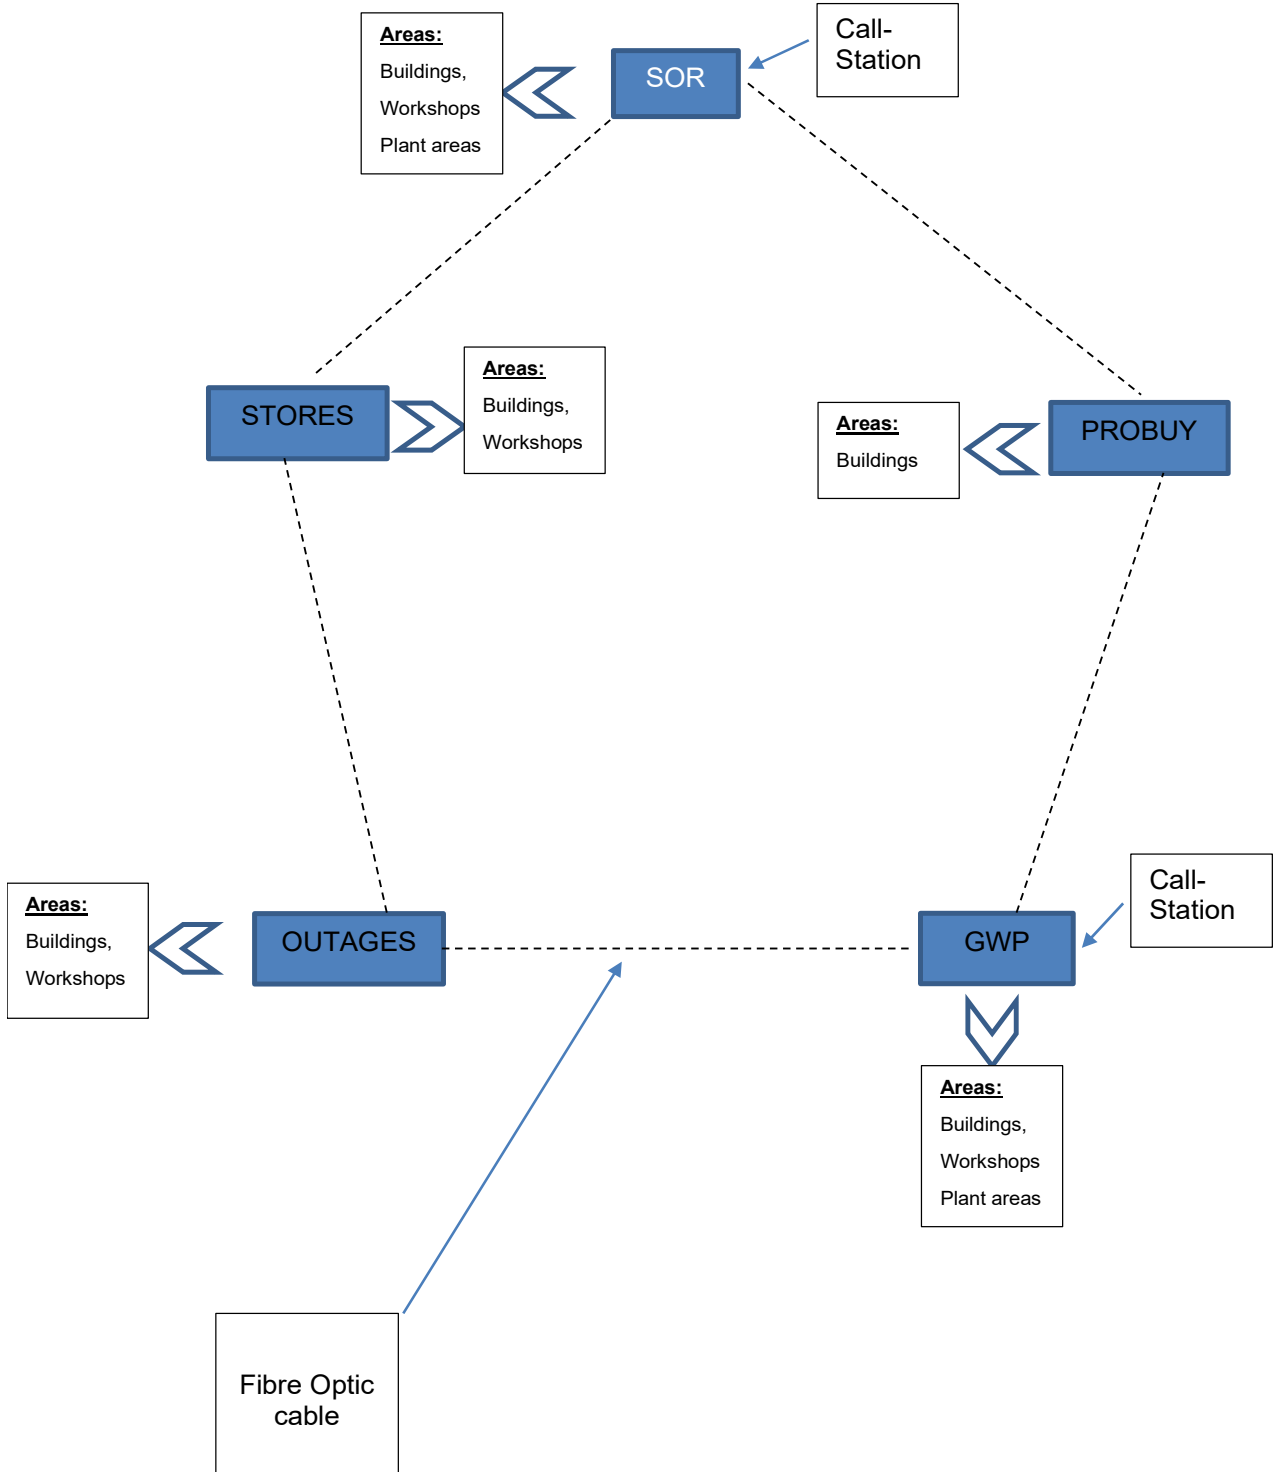 Areas:
Buildings,
Workshops
Plant areas
SOR
Call-
Station
STORES
Areas:
Buildings,
Workshops
Areas:
Buildings
PROBUY
Areas:
Buildings,
Workshops
OUTAGES
GWP
Call-
Station
Areas:
Buildings,
Workshops
Plant areas
Fibre Optic
cable